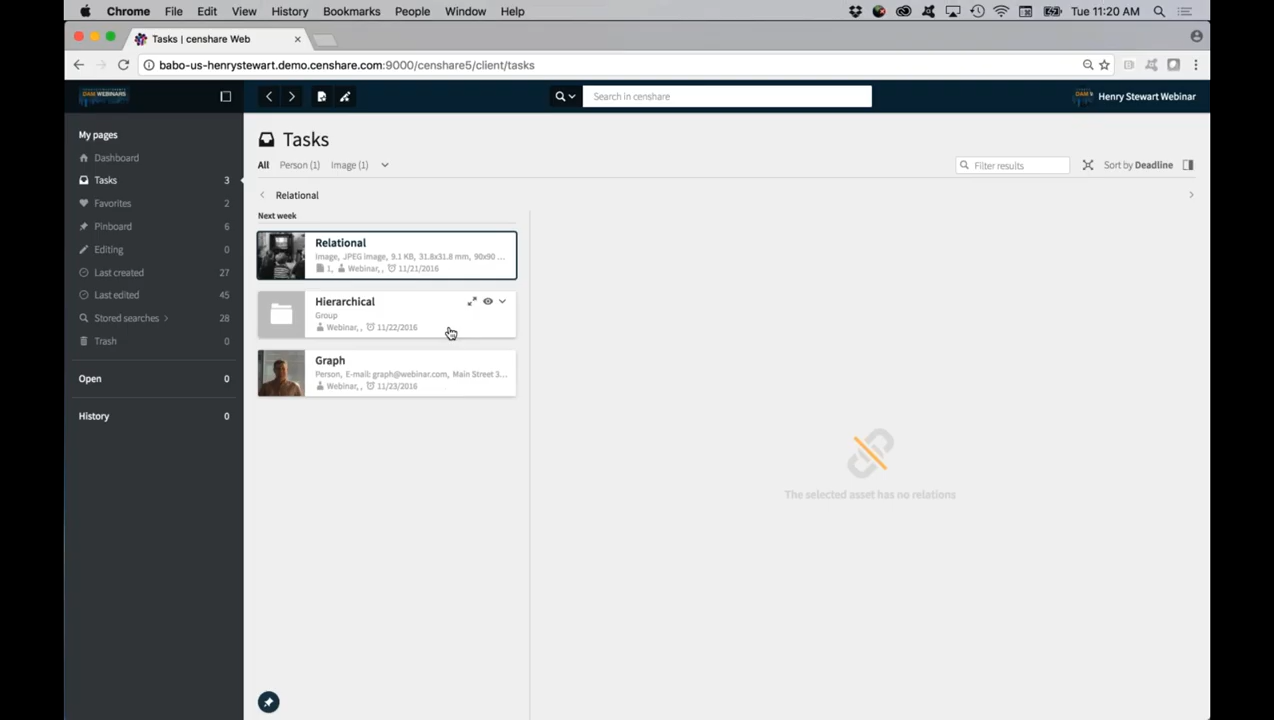 Chrome File Edit View History Bookmarks People Window Help Tue 11:20 AM
Tasks | censhare Web
babo-us-henrystewart.demo.censhare.com:9000/censhare5/client/tasks
DAM WEBINARS
Search in censhare
Henry Stewart Webinar
My pages
Dashboard
Tasks 3
Favorites 2
Pinboard 6
Editing 0
Last created 27
Last edited 45
Stored searches 28
Trash 0
Open 0
History 0
Tasks
All Person (1) Image (1)
Filter results
Sort by Deadline
Relational
Next week
Relational
Image, JPEG image, 9.1 KB, 31.8x31.8 mm, 90x90 ...
1, Webinar, , 11/21/2016
Hierarchical
Group
Webinar, , 11/22/2016
Graph
Person, E-mail: graph@webinar.com, Main Street 3...
Webinar, , 11/23/2016
The selected asset has no relations